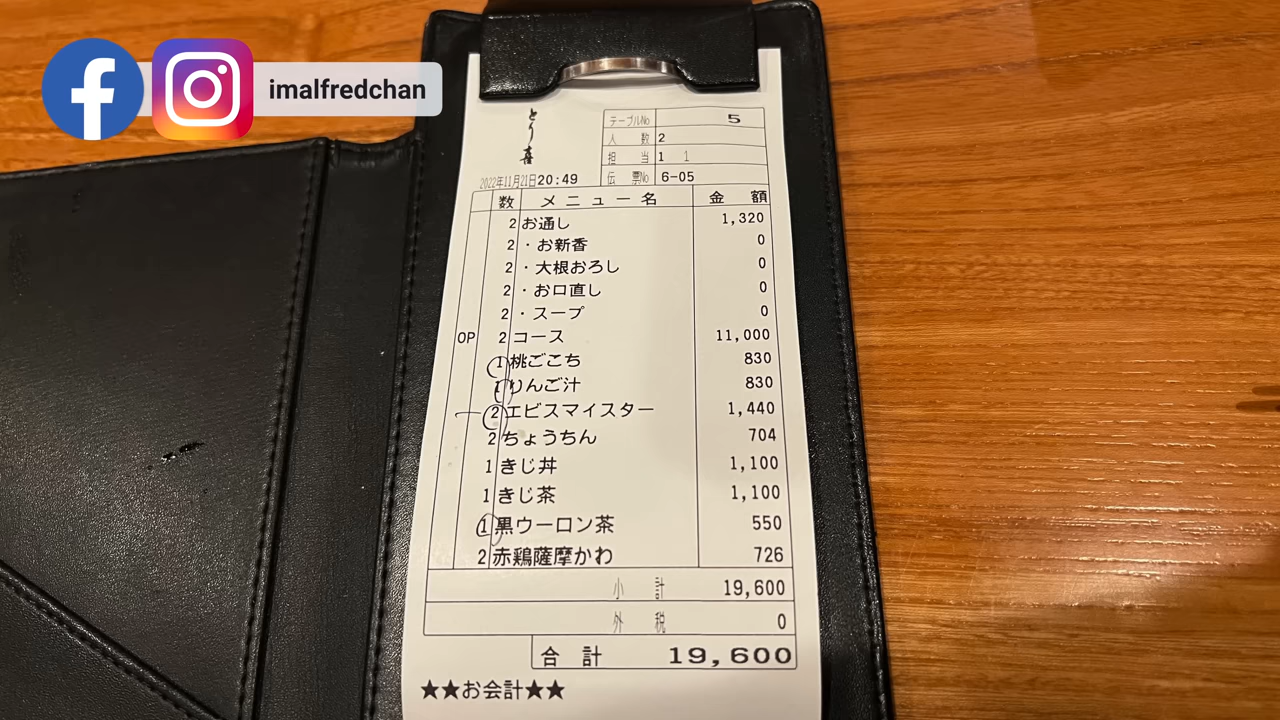 imalfredchan
とり喜
テーブルNo 5
人数 2
担当 1 1
伝票No 6-05
2022年11月21日20:49
数 メニュー名 金額
2 お通し 1,320
2 ・お新香 0
2 ・大根おろし 0
2 ・お口直し 0
2 ・スープ 0
OP 2 コース 11,000
1 桃ごこち 830
1 りんご汁 830
2 エビスマイスター 1,440
2 ちょうちん 704
1 きじ丼 1,100
1 きじ茶 1,100
1 黒ウーロン茶 550
2 赤鶏薩摩かわ 726
小計 19,600
外税 0
合計 19,600
★★お会計★★